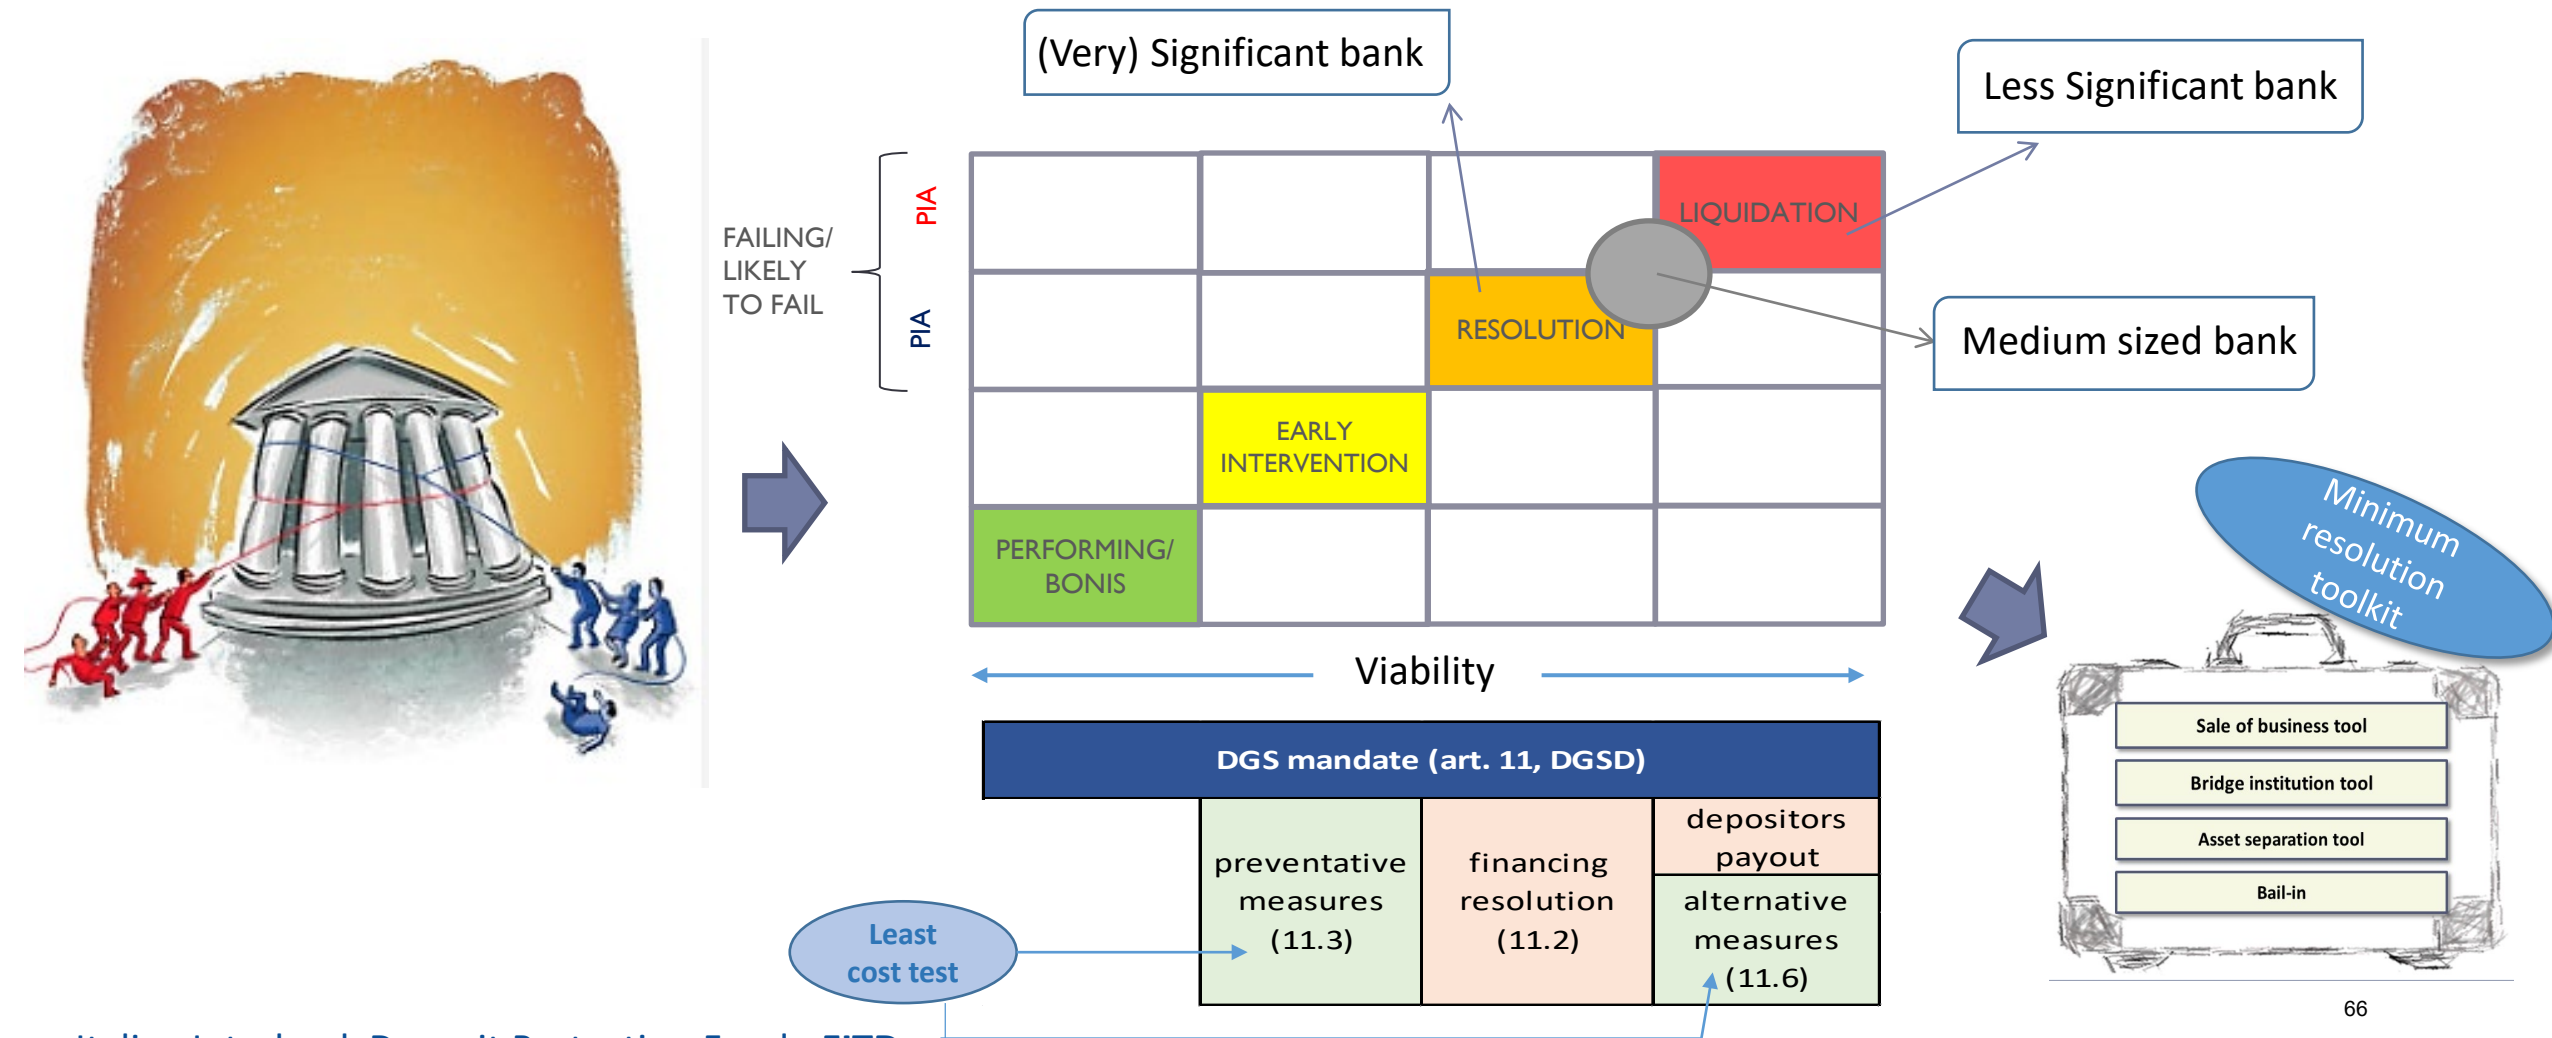 (Very) Significant bank
Less Significant bank
FAILING/
LIKELY
TO FAIL
PIA
PIA
LIQUIDATION
RESOLUTION
Medium sized bank
EARLY
INTERVENTION
PERFORMING/
BONIS
Viability
Minimum
resolution
toolkit
Sale of business tool
Bridge institution tool
Asset separation tool
Bail-in
DGS mandate (art. 11, DGSD)
preventative
measures
(11.3)
financing
resolution
(11.2)
depositors
payout
alternative
measures
(11.6)
Least
cost test
66